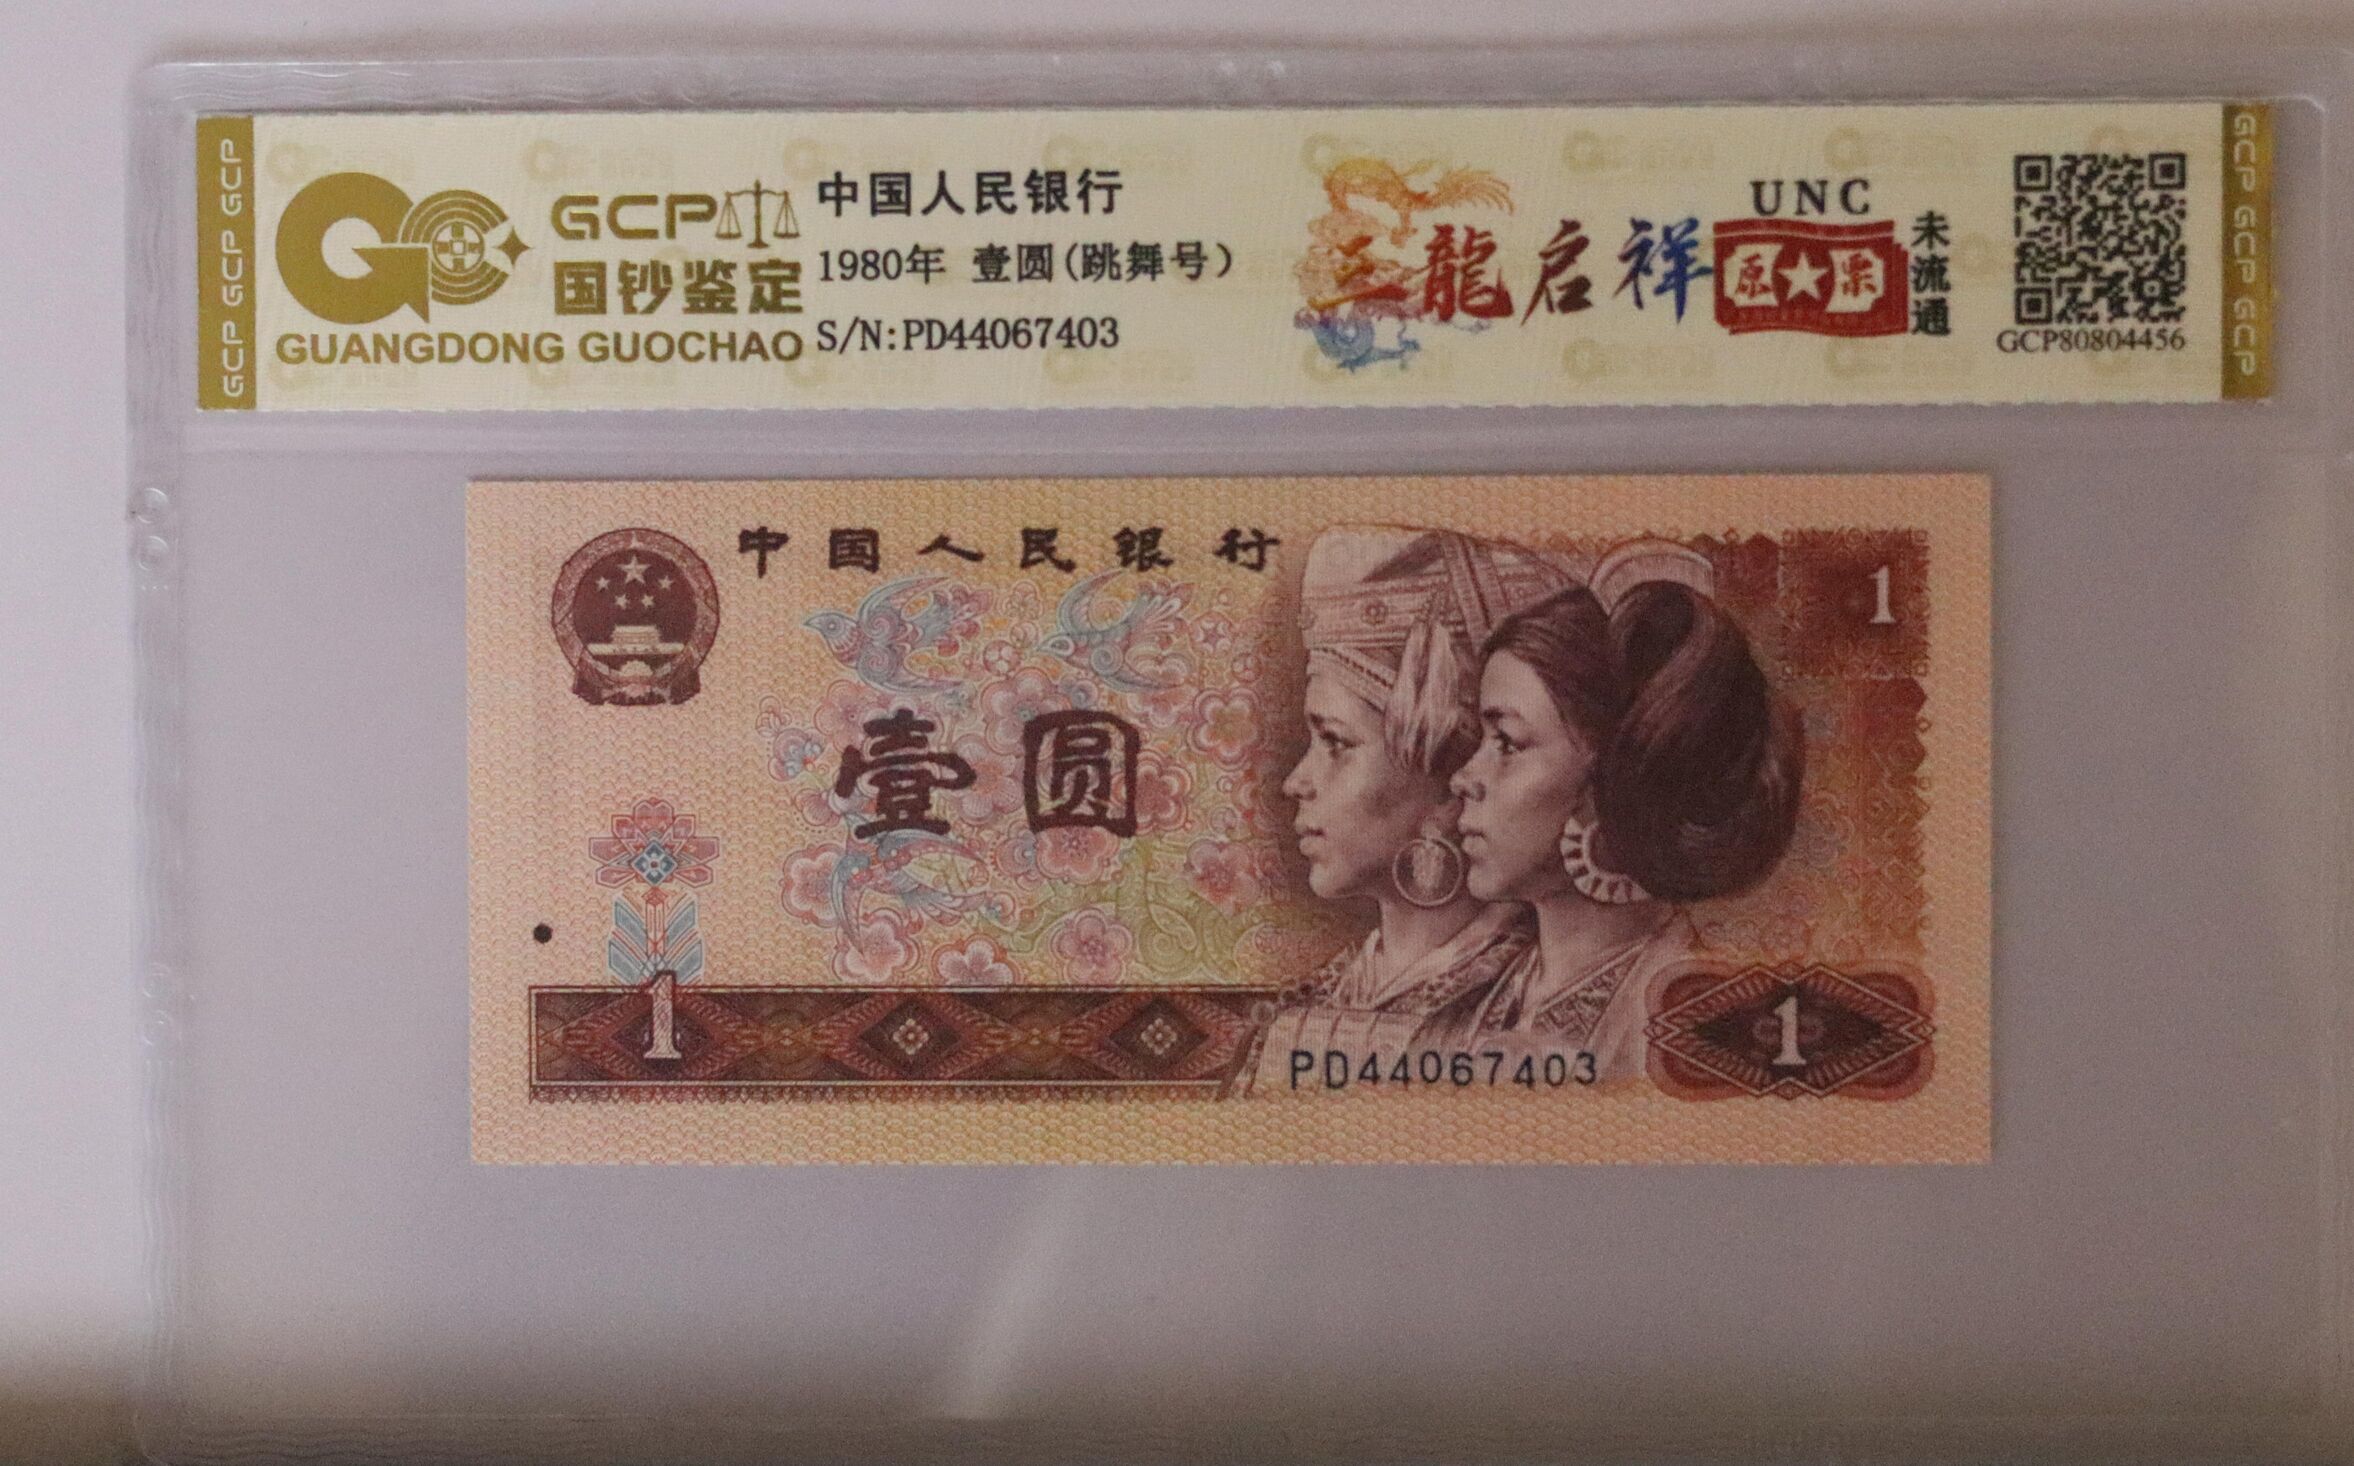 GCP GCP GCP
GCP
国钞鉴定
GUANGDONG GUOCHAO
中国人民银行
1980年 壹圆(跳舞号)
S/N:PD44067403
三龍启祥
UNC
原★票
未流通
GCP80804456
GCP GCP GCP
中国人民银行
1
壹圆
1
PD44067403
1